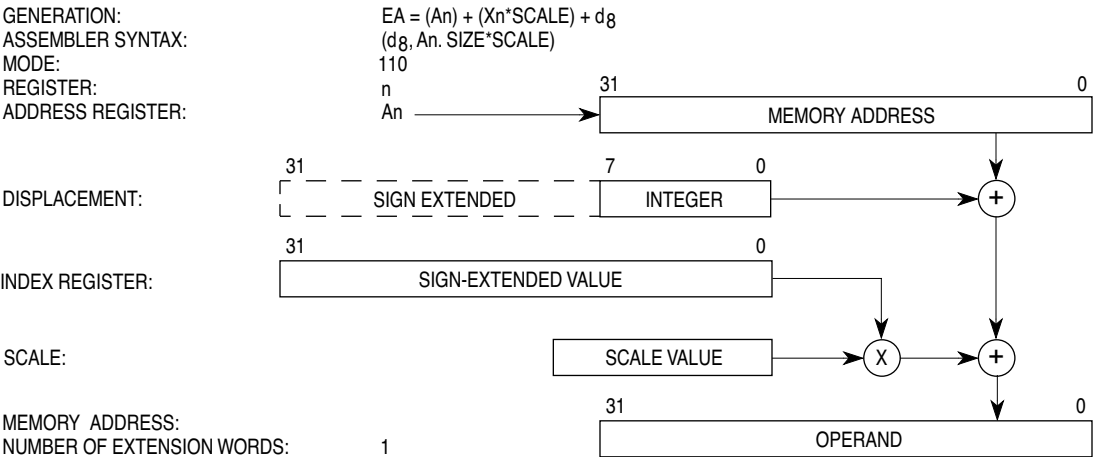 GENERATION: EA = (An) + (Xn*SCALE) + d8
ASSEMBLER SYNTAX: (d8, An. SIZE*SCALE)
MODE: 110
REGISTER: n 31 0
ADDRESS REGISTER: An MEMORY ADDRESS
31 7 0
DISPLACEMENT: SIGN EXTENDED INTEGER +
31 0
INDEX REGISTER: SIGN-EXTENDED VALUE
SCALE: SCALE VALUE X +
31 0
MEMORY ADDRESS:
NUMBER OF EXTENSION WORDS: 1 OPERAND